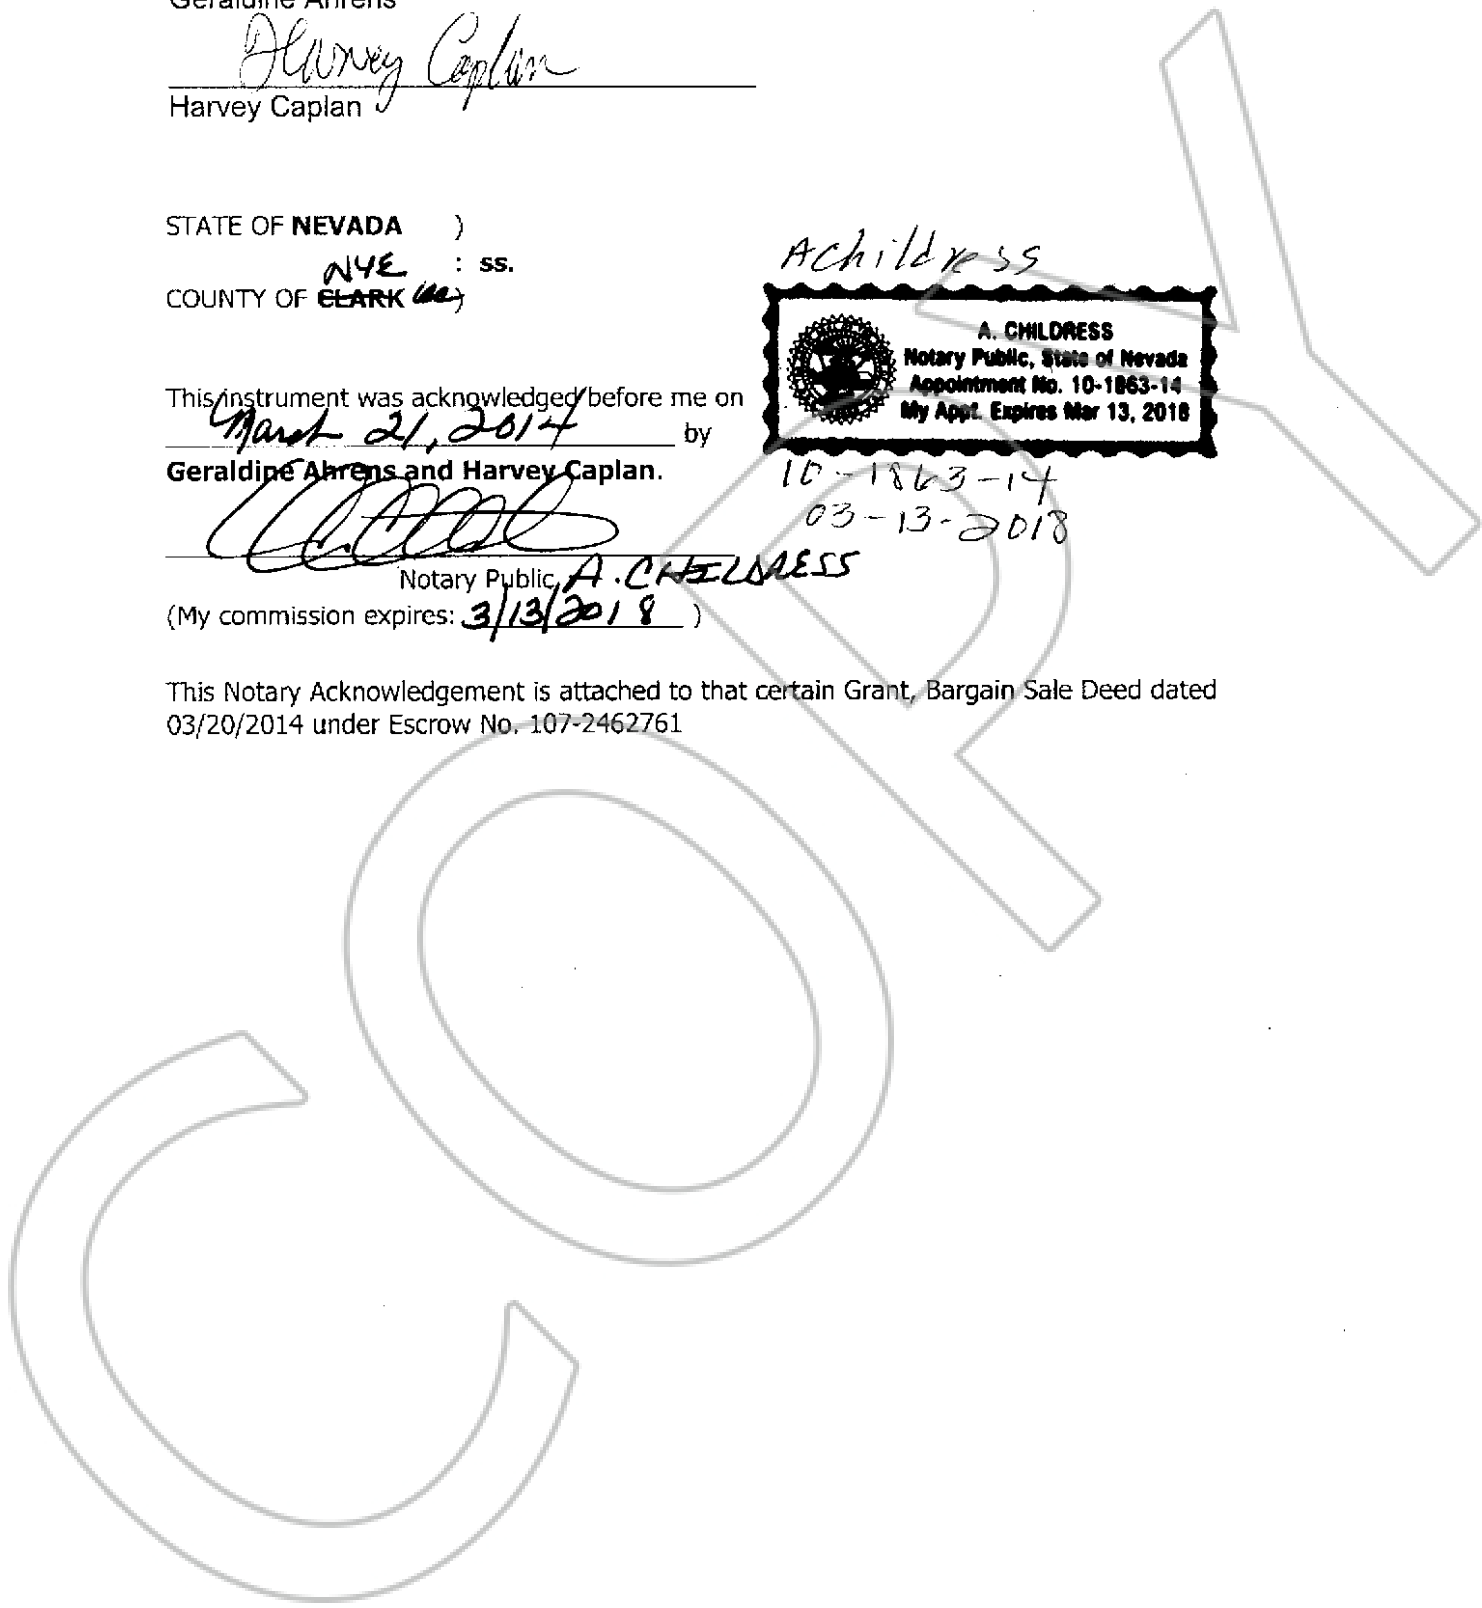 Geraldine Ahrens
Harvey Caplan
Harvey Caplan
STATE OF NEVADA )
NYE : ss.
COUNTY OF CLARK )
Achildress
A. CHILDRESS
Notary Public, State of Nevada
Appointment No. 10-1863-14
My Appt. Expires Mar 13, 2018
10-1863-14
03-13-2018
This instrument was acknowledged before me on
March 21, 2014 by
Geraldine Ahrens and Harvey Caplan.
Notary Public A. CHILDRESS
(My commission expires: 3/13/2018 )
This Notary Acknowledgement is attached to that certain Grant, Bargain Sale Deed dated
03/20/2014 under Escrow No. 107-2462761
COPY